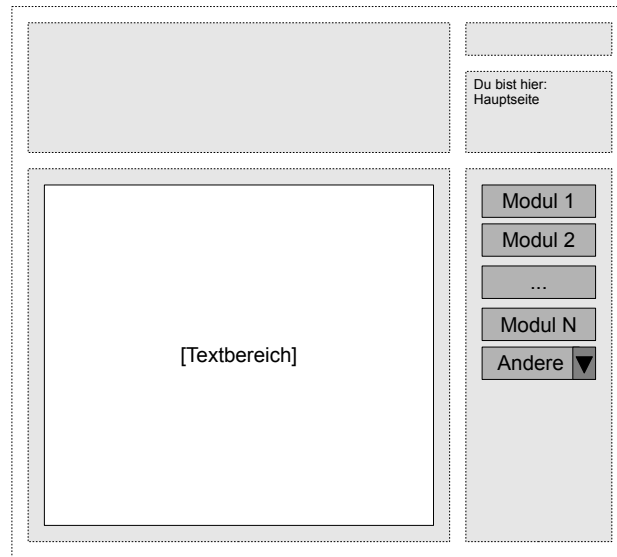 Du bist hier:
Hauptseite
Modul 1
Modul 2
...
Modul N
Andere
[Textbereich]